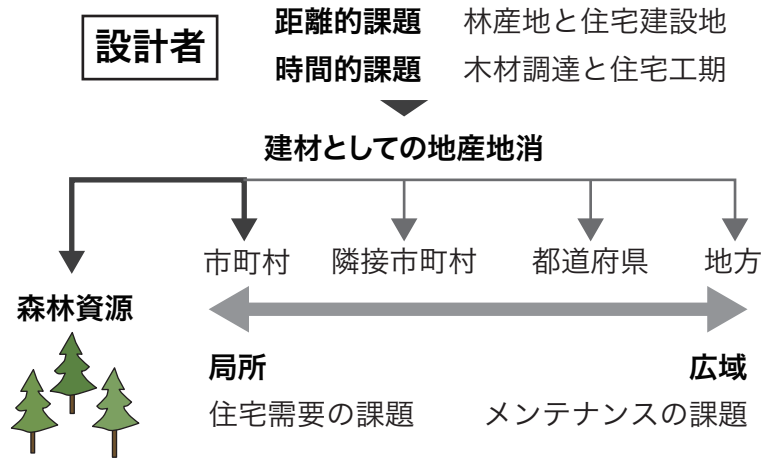 設計者
距離的課題 林産地と住宅建設地
時間的課題 木材調達と住宅工期
建材としての地産地消
市町村 隣接市町村 都道府県 地方
森林資源
局所 広域
住宅需要の課題 メンテナンスの課題